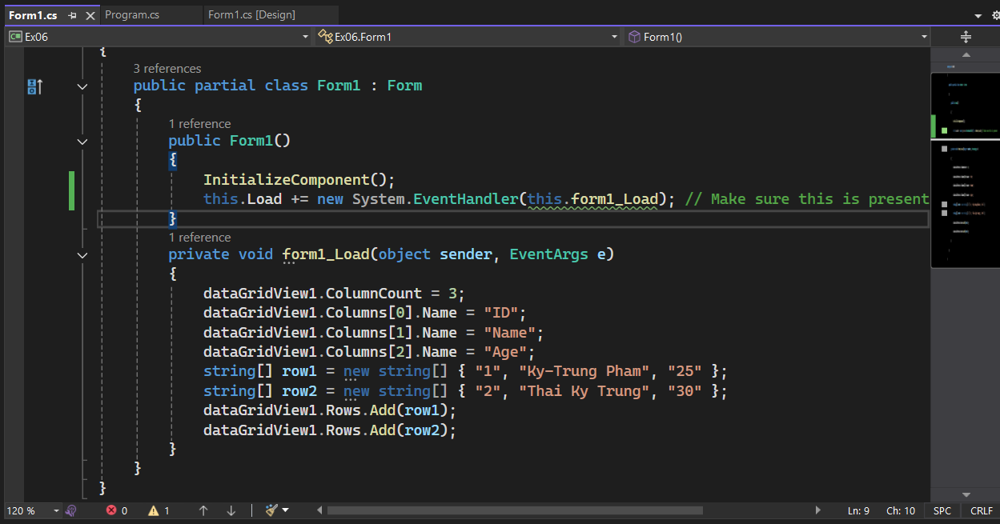 Form1.cs Program.cs Form1.cs [Design]
C# Ex06 Ex06.Form1 Form1()
{
3 references
public partial class Form1 : Form
{
1 reference
public Form1()
{
InitializeComponent();
this.Load += new System.EventHandler(this.form1_Load); // Make sure this is present
}
1 reference
private void form1_Load(object sender, EventArgs e)
{
dataGridView1.ColumnCount = 3;
dataGridView1.Columns[0].Name = "ID";
dataGridView1.Columns[1].Name = "Name";
dataGridView1.Columns[2].Name = "Age";
string[] row1 = new string[] { "1", "Ky-Trung Pham", "25" };
string[] row2 = new string[] { "2", "Thai Ky Trung", "30" };
dataGridView1.Rows.Add(row1);
dataGridView1.Rows.Add(row2);
}
}
}
120 % 0 1 Ln: 9 Ch: 10 SPC CRLF